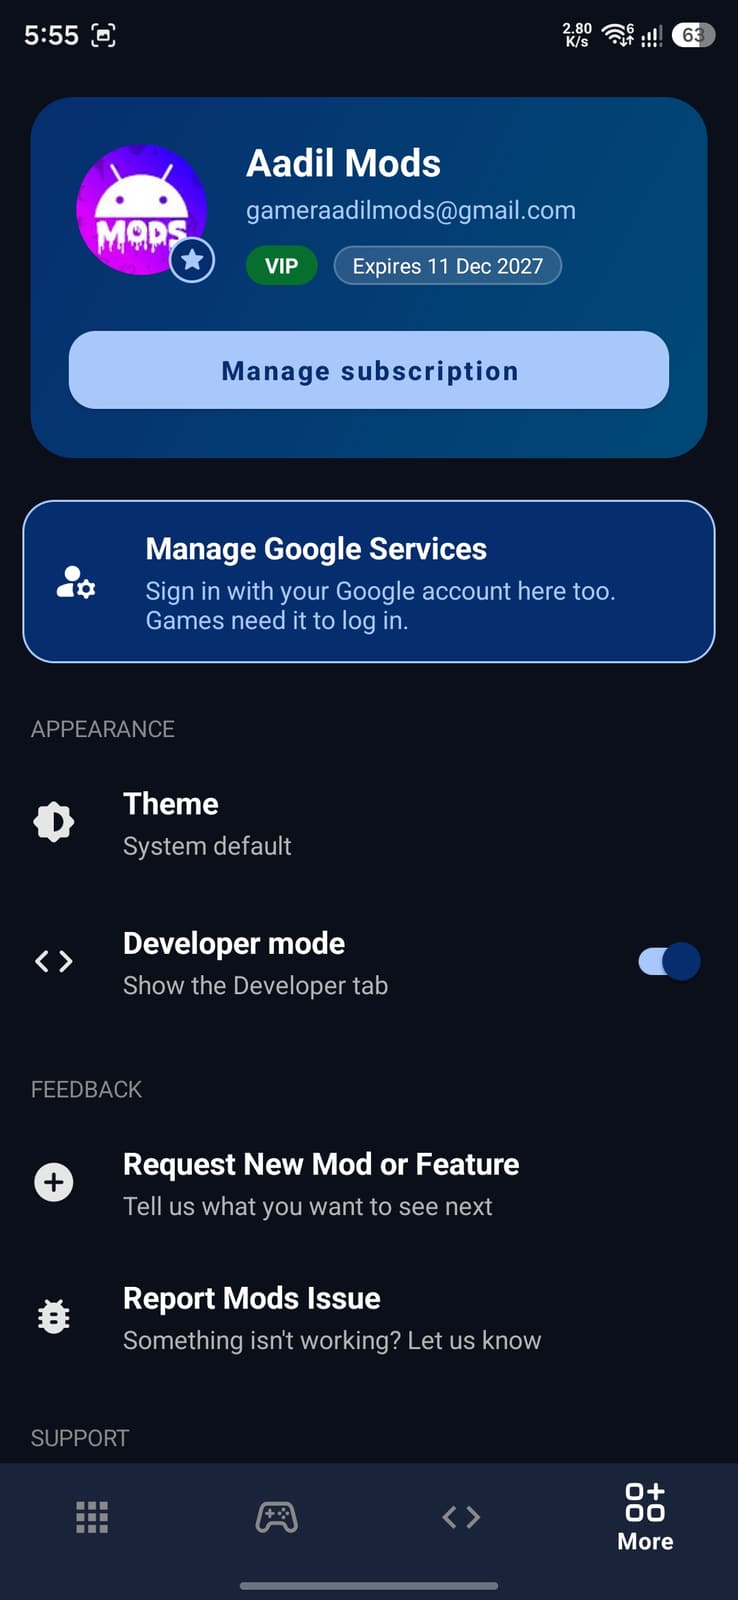 5:55
2.80
K/s
6
63
Aadil Mods
MODS
gameraadilmods@gmail.com
VIP
Expires 11 Dec 2027
Manage subscription
Manage Google Services
Sign in with your Google account here too.
Games need it to log in.
APPEARANCE
Theme
System default
Developer mode
Show the Developer tab
FEEDBACK
Request New Mod or Feature
Tell us what you want to see next
Report Mods Issue
Something isn't working? Let us know
SUPPORT
More